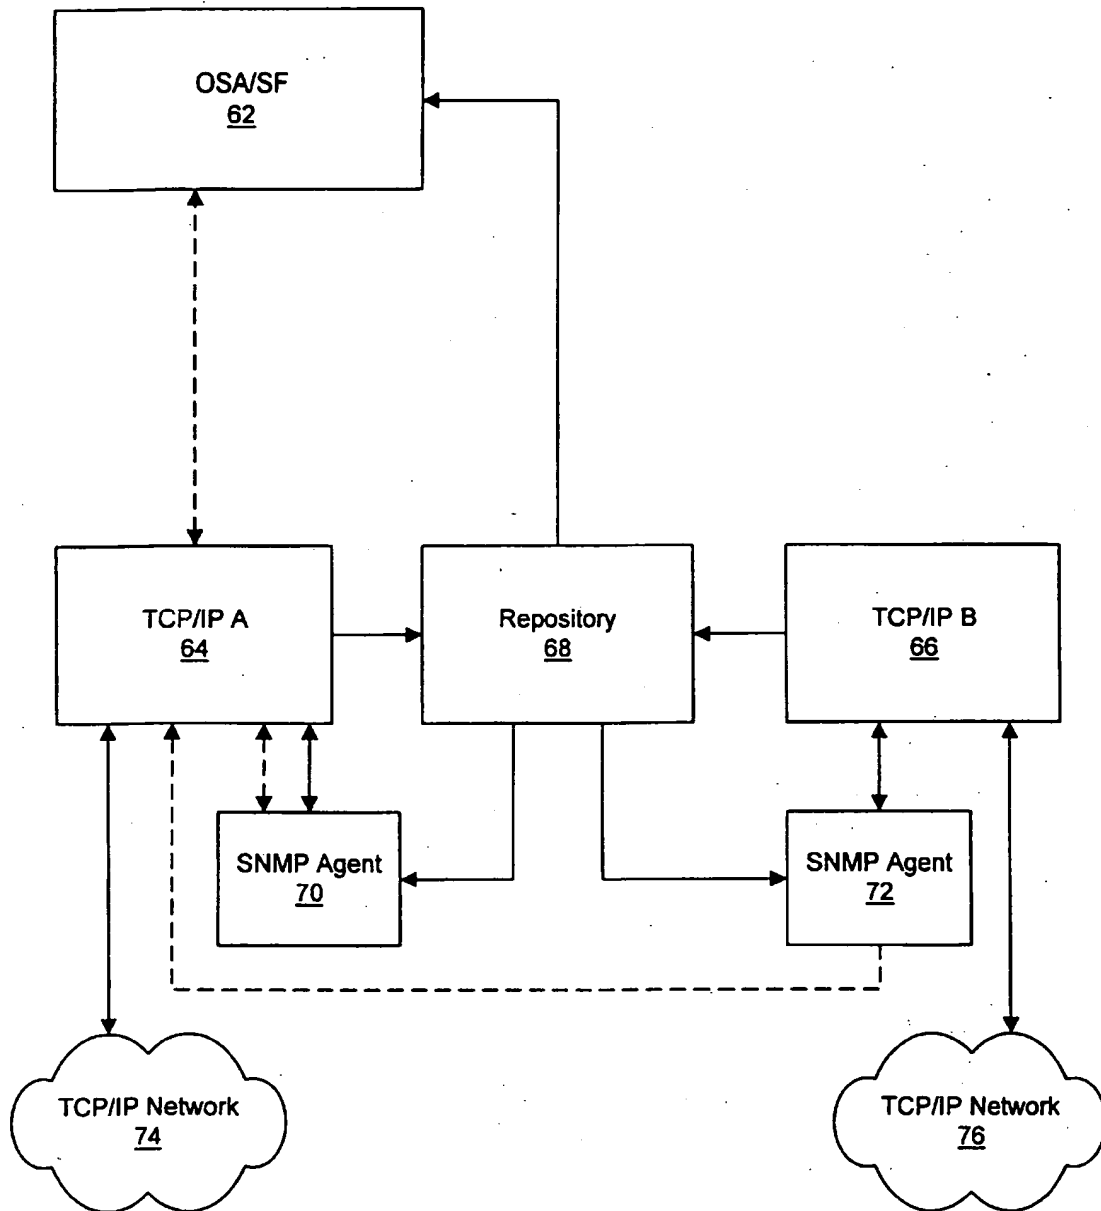 OSA/SF
62
TCP/IP A
64
Repository
68
TCP/IP B
66
SNMP Agent
70
SNMP Agent
72
TCP/IP Network
74
TCP/IP Network
76